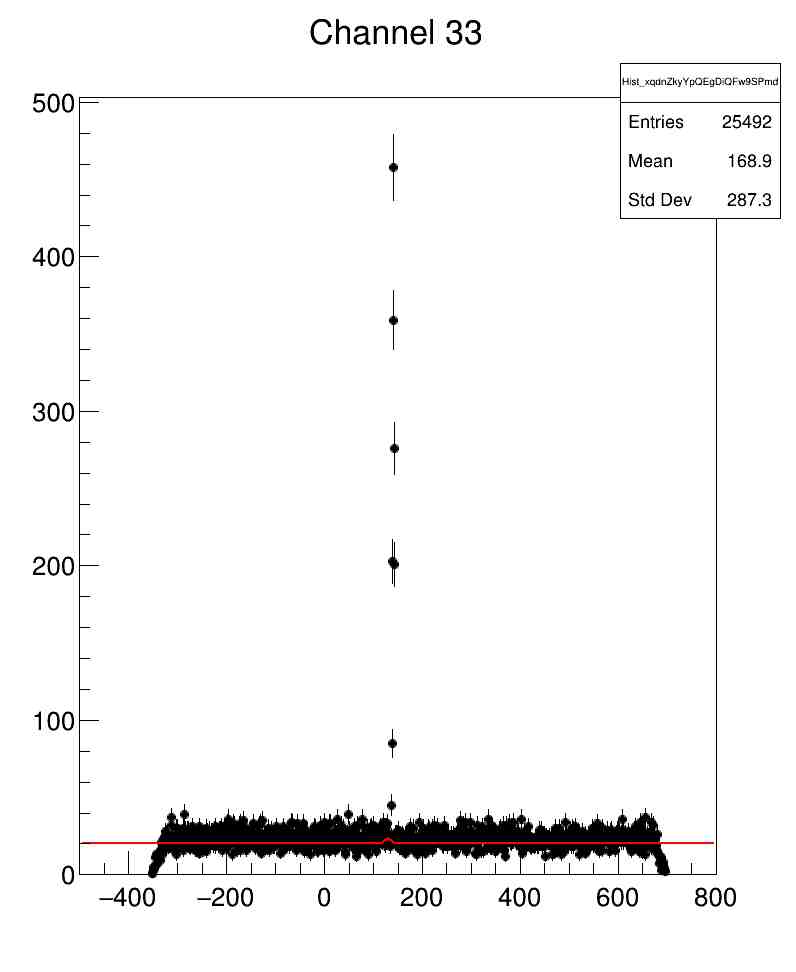 Channel 33
Hist_xqdnZkyYpQEgDiQFw9SPmd
Entries 25492
Mean 168.9
Std Dev 287.3
500
400
300
200
100
0
−400 −200 0 200 400 600 800